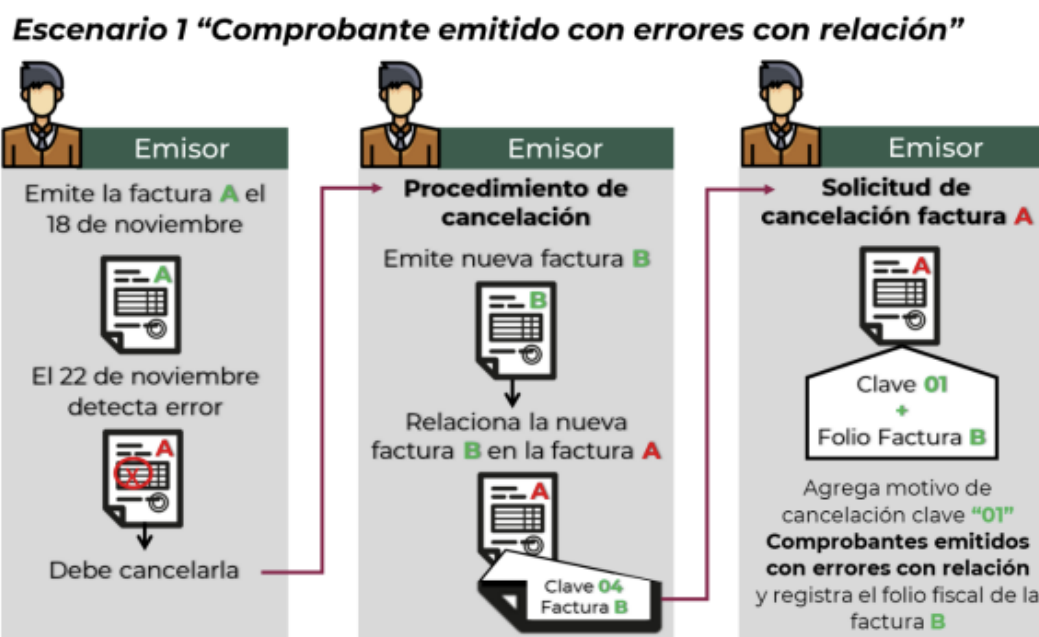 Escenario 1 “Comprobante emitido con errores con relación”
Emisor
Emite la factura A el
18 de noviembre
A
El 22 de noviembre
detecta error
A
X
Debe cancelarla
Emisor
Procedimiento de
cancelación
Emite nueva factura B
B
Relaciona la nueva
factura B en la factura A
A
Clave 04
Factura B
Emisor
Solicitud de
cancelación factura A
A
Clave 01
+
Folio Factura B
Agrega motivo de
cancelación clave “01”
Comprobantes emitidos
con errores con relación
y registra el folio fiscal de la
factura B